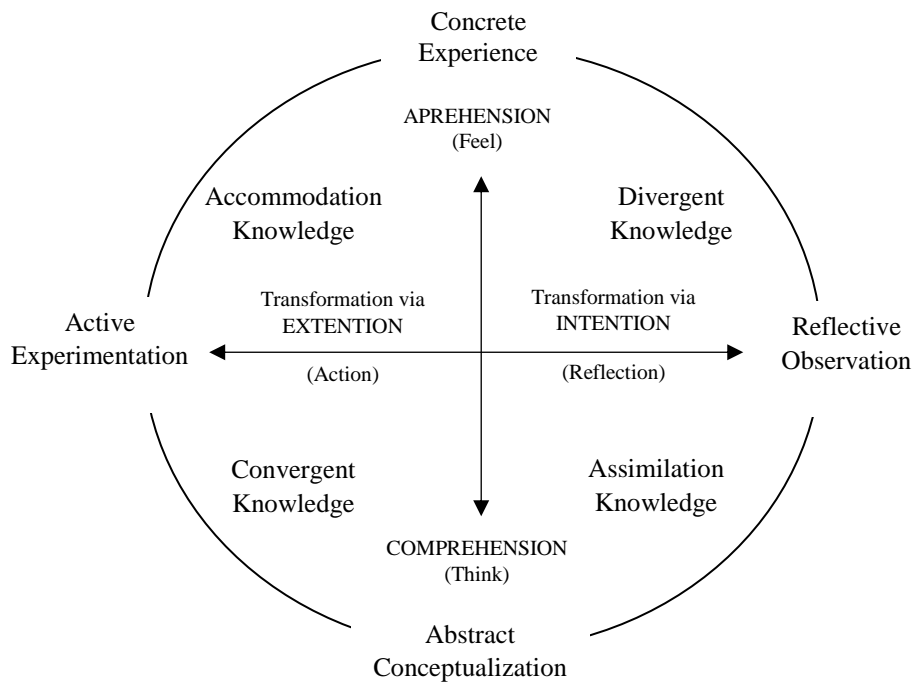 Concrete
Experience
APREHENSION
(Feel)
Accommodation
Knowledge
Divergent
Knowledge
Transformation via
EXTENTION
Transformation via
INTENTION
Active
Experimentation
Reflective
Observation
(Action)
(Reflection)
Convergent
Knowledge
Assimilation
Knowledge
COMPREHENSION
(Think)
Abstract
Conceptualization